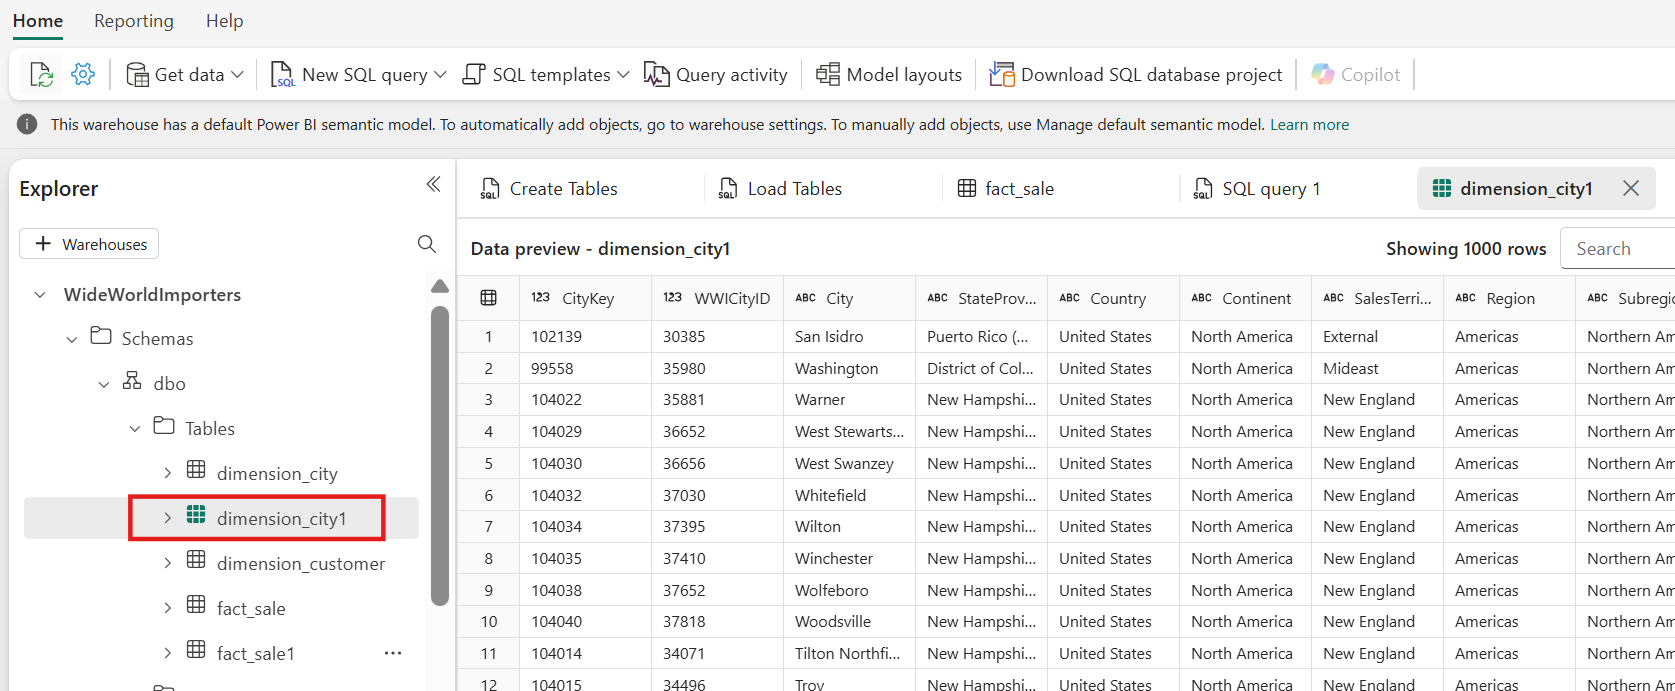 Home Reporting Help
Get data New SQL query SQL templates Query activity Model layouts Download SQL database project Copilot
This warehouse has a default Power BI semantic model. To automatically add objects, go to warehouse settings. To manually add objects, use Manage default semantic model. Learn more
Explorer
+ Warehouses
WideWorldImporters
Schemas
dbo
Tables
dimension_city
dimension_city1
dimension_customer
fact_sale
fact_sale1 ...
Create Tables Load Tables fact_sale SQL query 1 dimension_city1
Data preview - dimension_city1 Showing 1000 rows Search
123 CityKey 123 WWICityID ABC City ABC StateProv... ABC Country ABC Continent ABC SalesTerri... ABC Region ABC Subregio
1 102139 30385 San Isidro Puerto Rico (... United States North America External Americas Northern Am
2 99558 35980 Washington District of Col... United States North America Mideast Americas Northern Am
3 104022 35881 Warner New Hampshi... United States North America New England Americas Northern Am
4 104029 36652 West Stewarts... New Hampshi... United States North America New England Americas Northern Am
5 104030 36656 West Swanzey New Hampshi... United States North America New England Americas Northern Am
6 104032 37030 Whitefield New Hampshi... United States North America New England Americas Northern Am
7 104034 37395 Wilton New Hampshi... United States North America New England Americas Northern Am
8 104035 37410 Winchester New Hampshi... United States North America New England Americas Northern Am
9 104038 37652 Wolfeboro New Hampshi... United States North America New England Americas Northern Am
10 104040 37818 Woodsville New Hampshi... United States North America New England Americas Northern Am
11 104014 34071 Tilton Northfi... New Hampshi... United States North America New England Americas Northern Am
12 104015 34496 Troy New Hampshi... United States North America New England Americas Northern Am